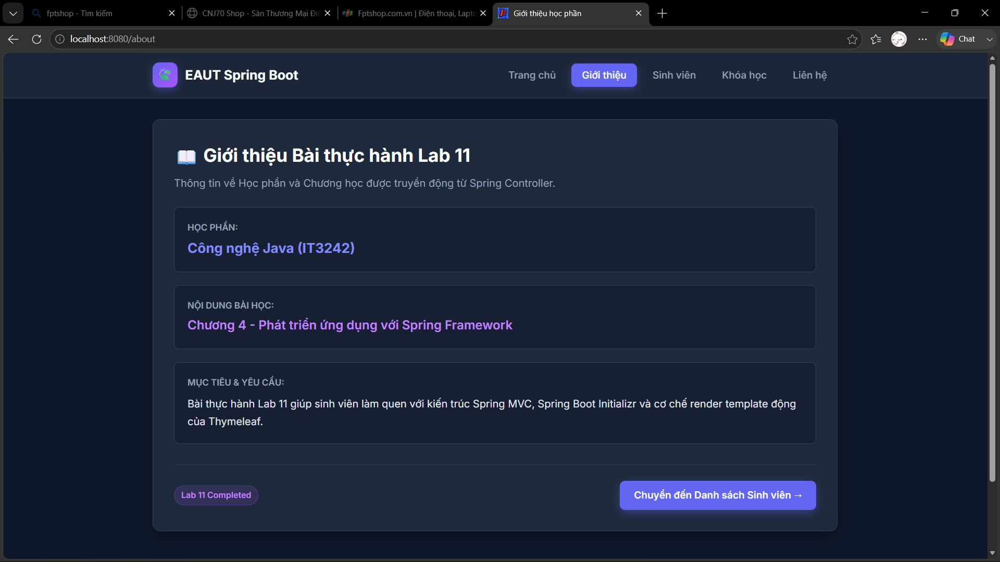 fptshop - Tìm kiếm
CNJ70 Shop - Sàn Thương Mại Điệ
Fptshop.com.vn | Điện thoại, Lapto
Giới thiệu học phần
localhost:8080/about
Chat
EAUT Spring Boot
Trang chủ
Giới thiệu
Sinh viên
Khóa học
Liên hệ
Giới thiệu Bài thực hành Lab 11
Thông tin về Học phần và Chương học được truyền động từ Spring Controller.
HỌC PHẦN:
Công nghệ Java (IT3242)
NỘI DUNG BÀI HỌC:
Chương 4 - Phát triển ứng dụng với Spring Framework
MỤC TIÊU & YÊU CẦU:
Bài thực hành Lab 11 giúp sinh viên làm quen với kiến trúc Spring MVC, Spring Boot Initializr và cơ chế render template động
của Thymeleaf.
Lab 11 Completed
Chuyển đến Danh sách Sinh viên →